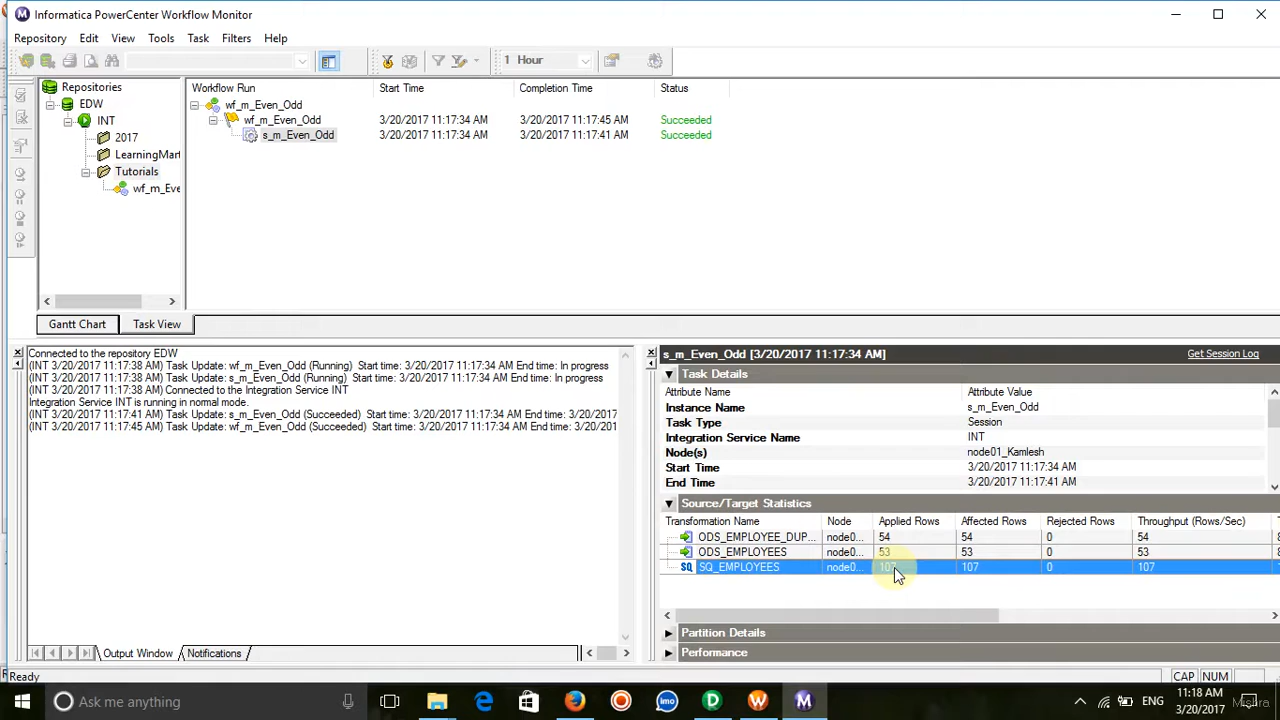 Informatica PowerCenter Workflow Monitor
Repository Edit View Tools Task Filters Help
1 Hour
Repositories
EDW
INT
2017
LearningMart
Tutorials
wf_m_Eve
Workflow Run Start Time Completion Time Status
wf_m_Even_Odd
wf_m_Even_Odd 3/20/2017 11:17:34 AM 3/20/2017 11:17:45 AM Succeeded
s_m_Even_Odd 3/20/2017 11:17:34 AM 3/20/2017 11:17:41 AM Succeeded
Gantt Chart Task View
Connected to the repository EDW
(INT 3/20/2017 11:17:38 AM) Task Update: wf_m_Even_Odd (Running) Start time: 3/20/2017 11:17:34 AM End time: In progress
(INT 3/20/2017 11:17:38 AM) Task Update: s_m_Even_Odd (Running) Start time: 3/20/2017 11:17:34 AM End time: In progress
(INT 3/20/2017 11:17:38 AM) Connected to the Integration Service INT
Integration Service INT is running in normal mode.
(INT 3/20/2017 11:17:41 AM) Task Update: s_m_Even_Odd (Succeeded) Start time: 3/20/2017 11:17:34 AM End time: 3/20/2017
(INT 3/20/2017 11:17:45 AM) Task Update: wf_m_Even_Odd (Succeeded) Start time: 3/20/2017 11:17:34 AM End time: 3/201
Output Window Notifications
s_m_Even_Odd [3/20/2017 11:17:34 AM] Get Session Log
Task Details
Attribute Name Attribute Value
Instance Name s_m_Even_Odd
Task Type Session
Integration Service Name INT
Node(s) node01_Kamlesh
Start Time 3/20/2017 11:17:34 AM
End Time 3/20/2017 11:17:41 AM
Source/Target Statistics
Transformation Name Node Applied Rows Affected Rows Rejected Rows Throughput (Rows/Sec) T
ODS_EMPLOYEE_DUP... node0... 54 54 0 54
ODS_EMPLOYEES node0... 53 53 0 53
SQ SQ_EMPLOYEES node0... 107 107 0 107
Partition Details
Performance
Ready CAP NUM
Ask me anything
imo
ENG
11:18 AM
3/20/2017
Mishra